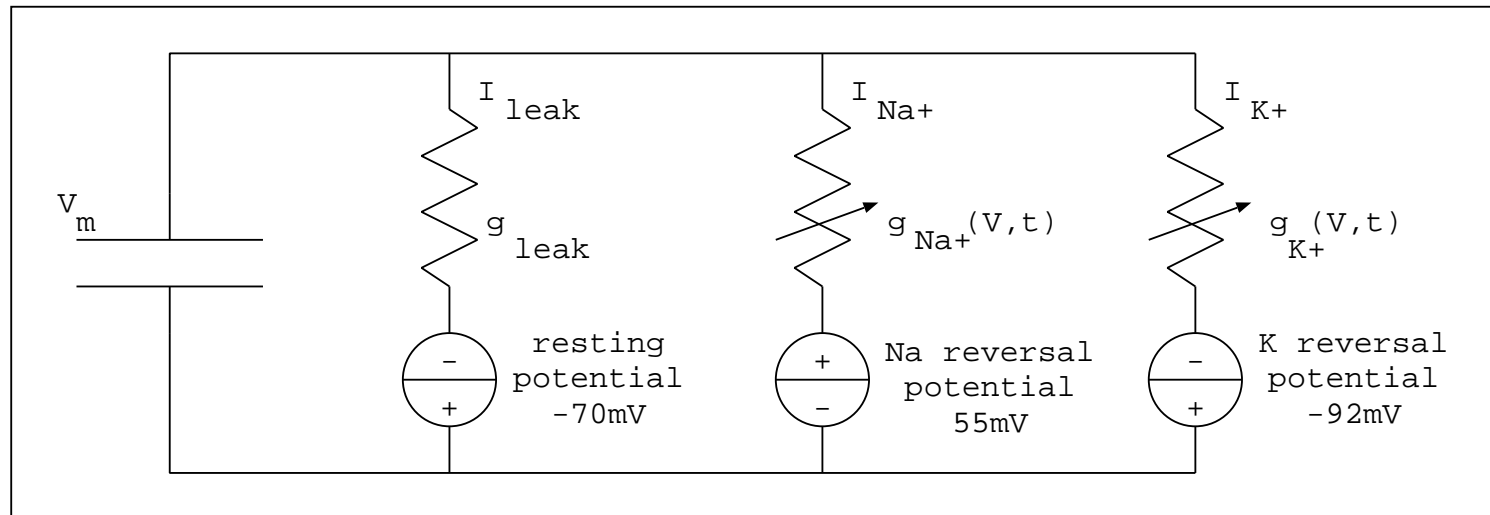 I leak
I Na+
I K+
V m
g leak
g Na+ (V,t)
g K+ (V,t)
-
+
resting
potential
-70mV
+
-
Na reversal
potential
55mV
-
+
K reversal
potential
-92mV